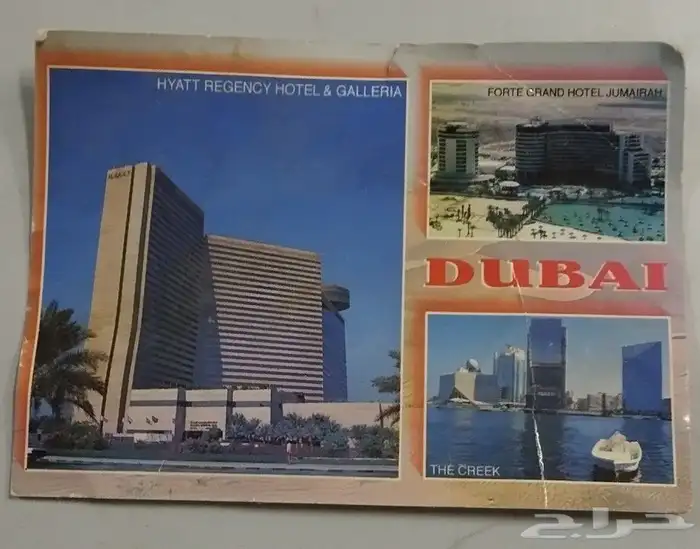 HYATT REGENCY HOTEL & GALLERIA
FORTE GRAND HOTEL JUMAIRAH
DUBAI
THE CREEK
حراج